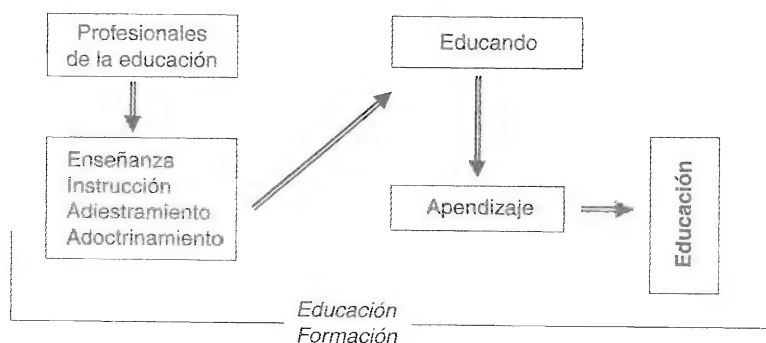 Profesionales
de la educación
Enseñanza
Instrucción
Adiestramiento
Adoctrinamiento
Educando
Apendizaje
Educación
Educación
Formación